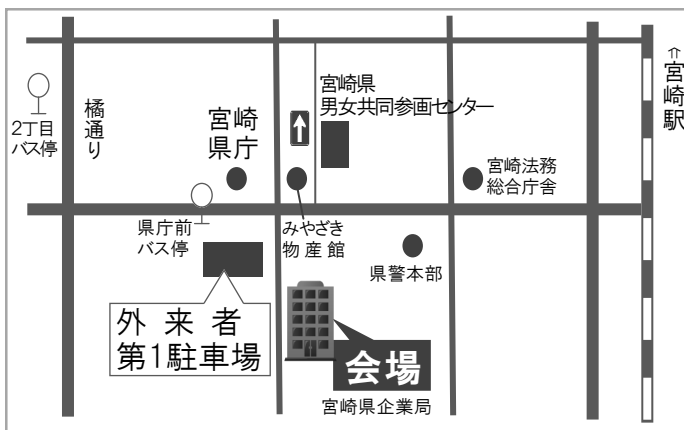 ⇧宮崎駅
宮崎県
男女共同参画センター
橘通り
2丁目
バス停
宮崎
県庁
宮崎法務
総合庁舎
県庁前
バス停
みやざき
物産館
県警本部
外来者
第1駐車場
会場
宮崎県企業局